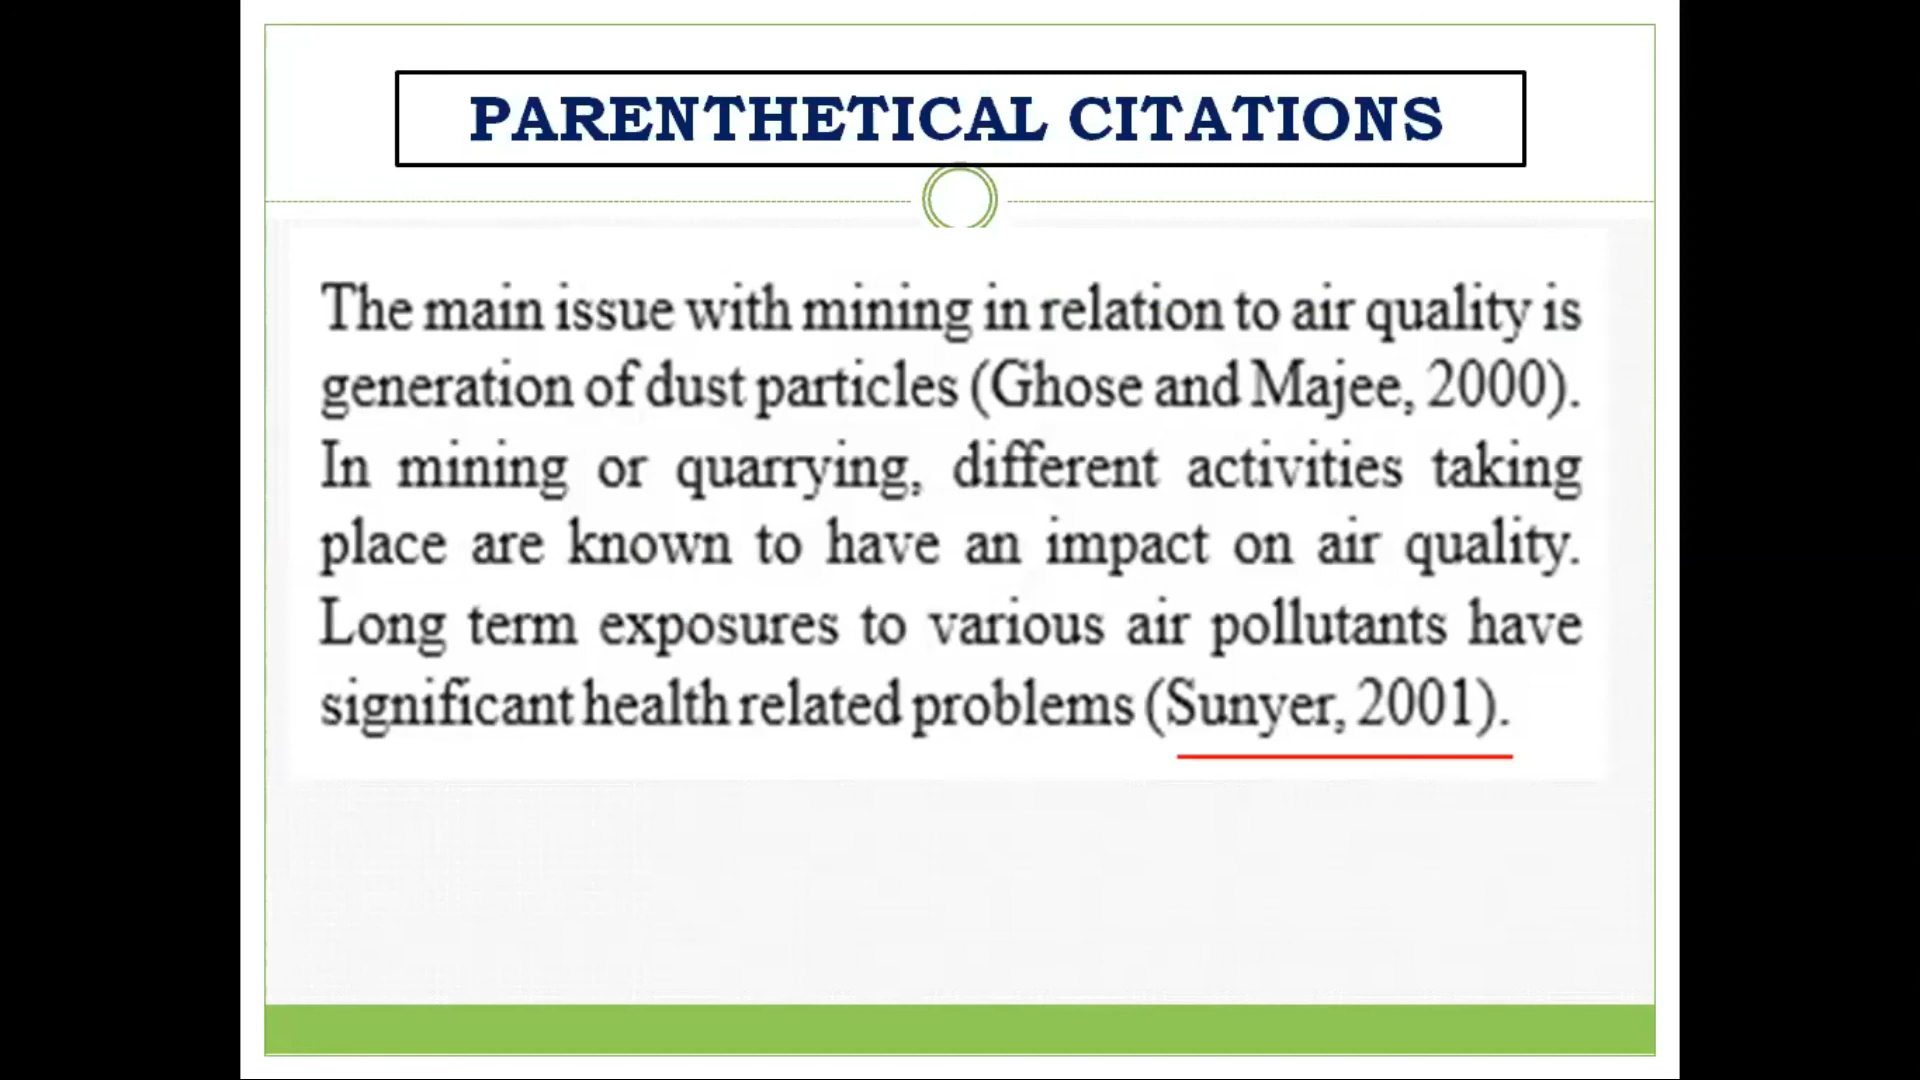 PARENTHETICAL CITATIONS
The main issue with mining in relation to air quality is
generation of dust particles (Ghose and Majee, 2000).
In mining or quarrying, different activities taking
place are known to have an impact on air quality.
Long term exposures to various air pollutants have
significant health related problems (Sunyer, 2001).